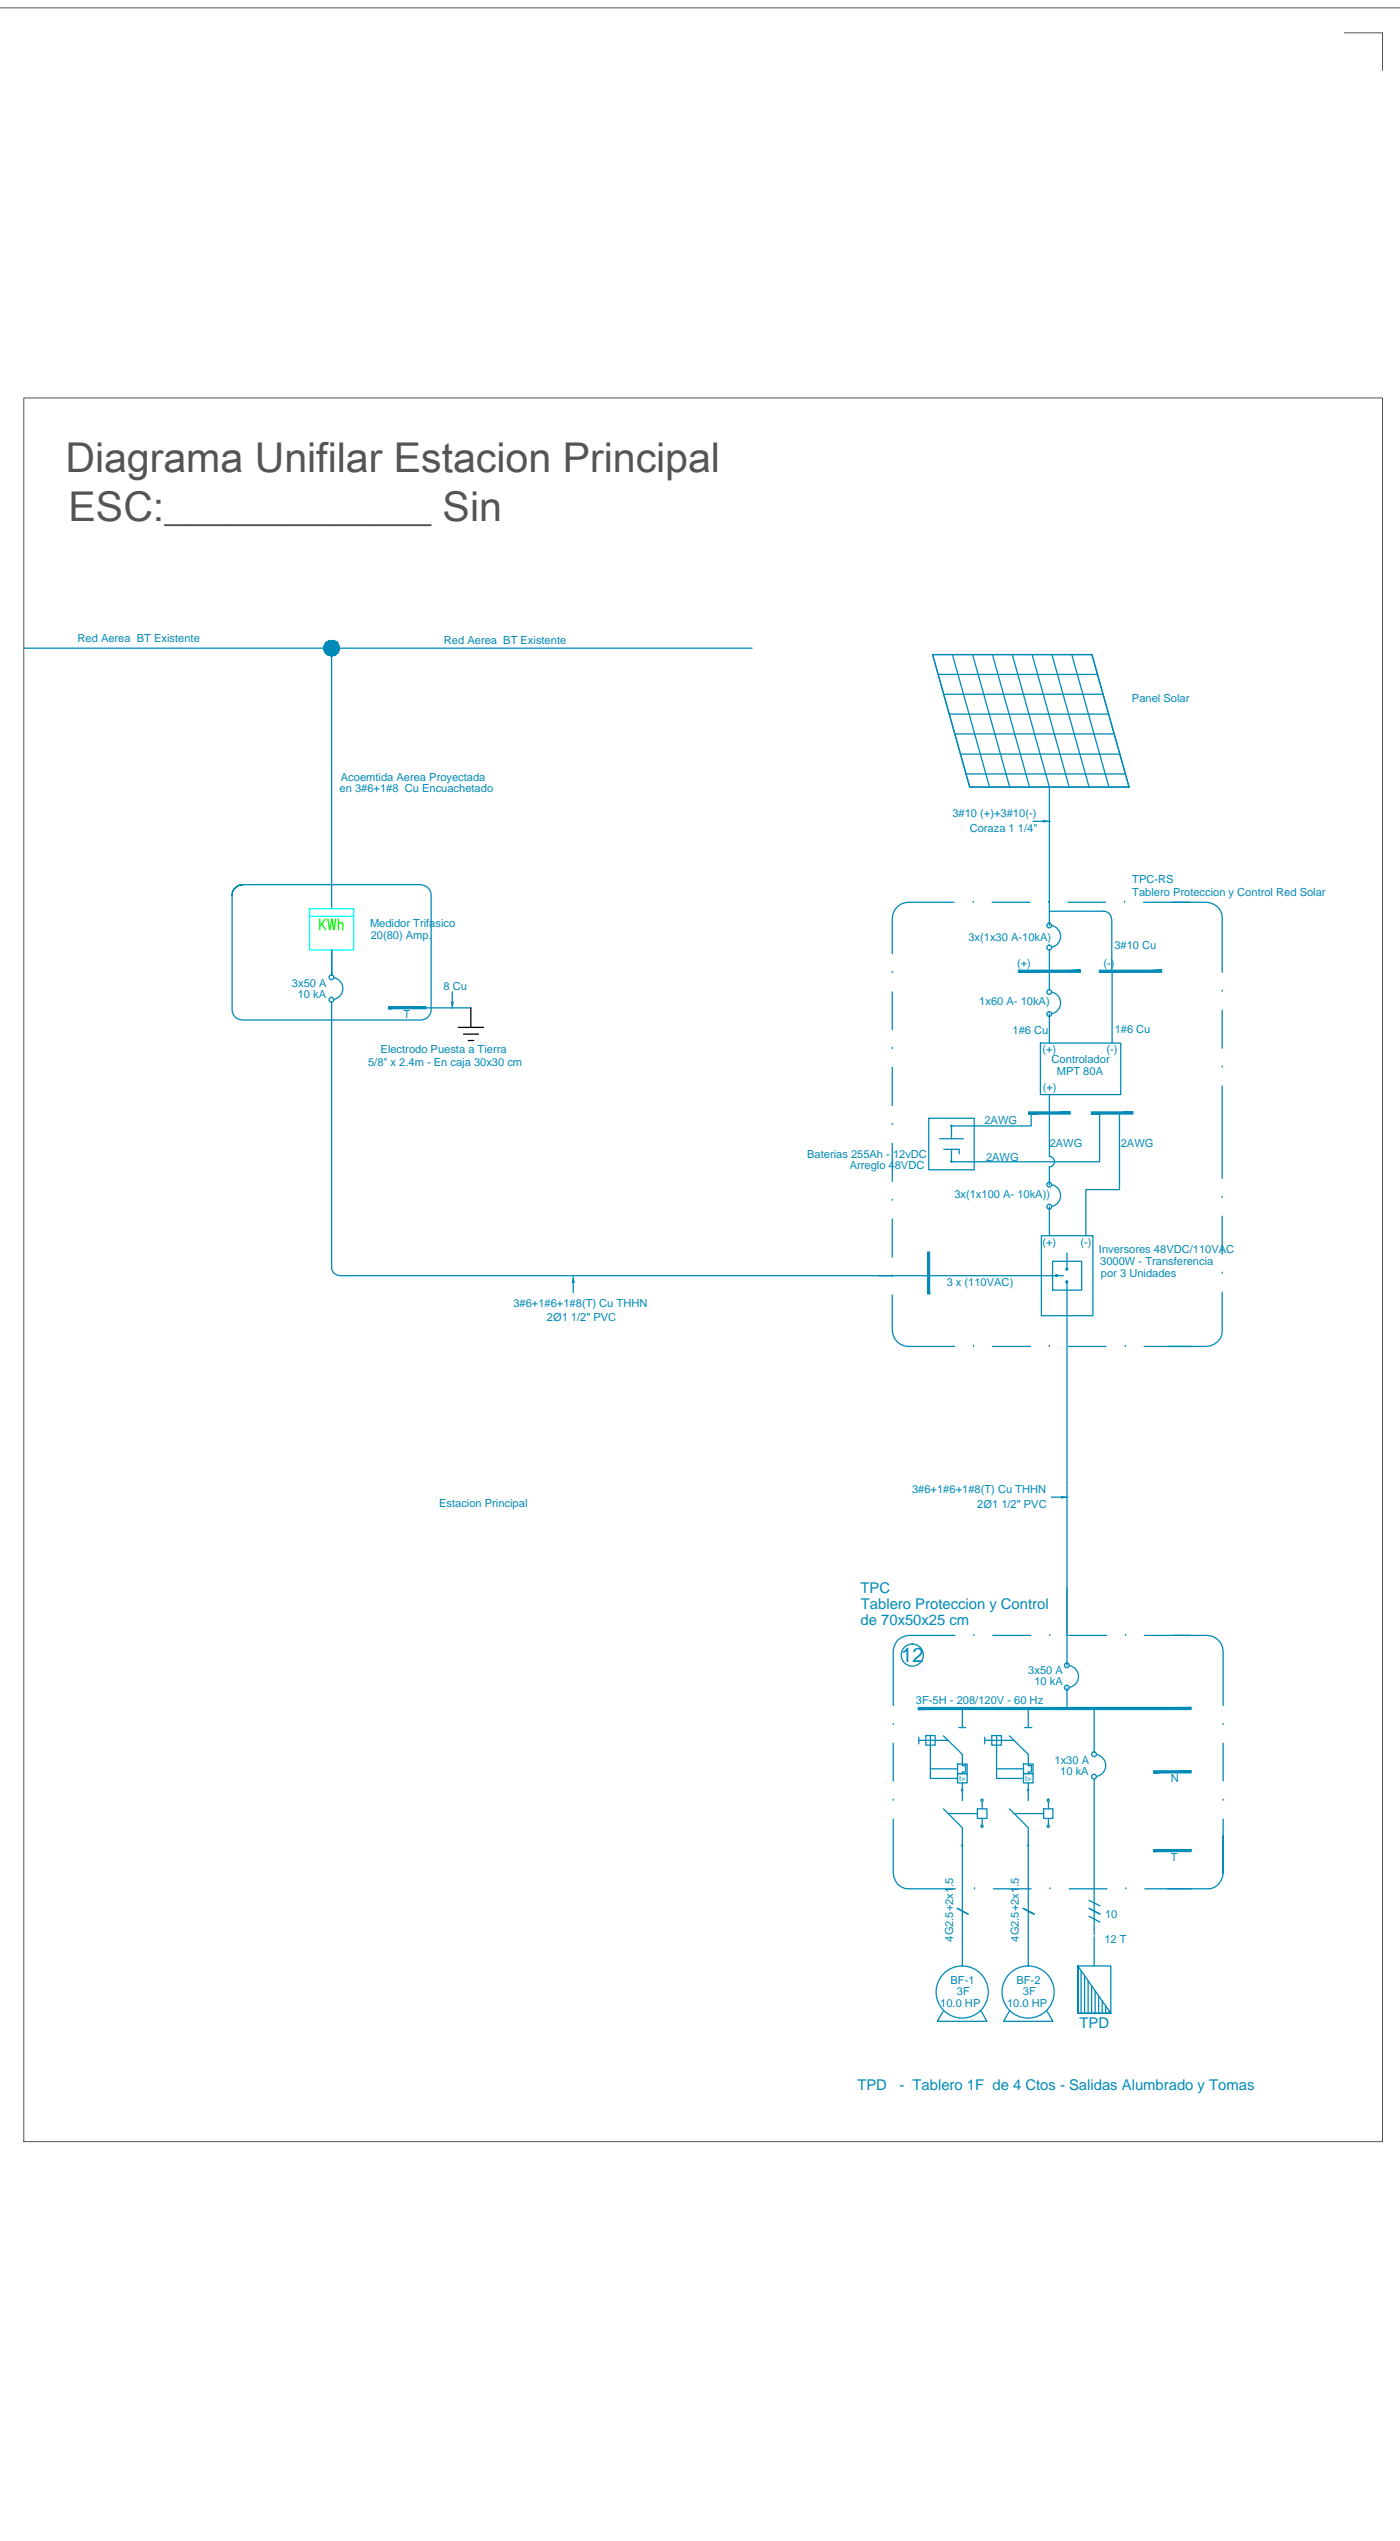 Diagrama Unifilar Estacion Principal
ESC:____________ Sin
Red Aerea BT Existente
Red Aerea BT Existente
Panel Solar
Acoemtida Aerea Proyectada
en 3#6+1#8 Cu Encuachetado
3#10 (+)+3#10(-)
Coraza 1 1/4"
TPC-RS
Tablero Proteccion y Control Red Solar
KWh
Medidor Trifasico
20(80) Amp.
3x50 A
10 kA
8 Cu
T
Electrodo Puesta a Tierra
5/8" x 2.4m - En caja 30x30 cm
3x(1x30 A-10kA)
3#10 Cu
(+)
(-)
1x60 A- 10kA)
1#6 Cu
1#6 Cu
(+)
(-)
Controlador
MPT 80A
(+)
2AWG
2AWG
2AWG
2AWG
Baterias 255Ah - 12vDC
Arreglo 48VDC
3x(1x100 A- 10kA))
(+)
(-)
Inversores 48VDC/110VAC
3000W - Transferencia
por 3 Unidades
3 x (110VAC)
3#6+1#6+1#8(T) Cu THHN
2Ø1 1/2" PVC
3#6+1#6+1#8(T) Cu THHN
2Ø1 1/2" PVC
Estacion Principal
TPC
Tablero Proteccion y Control
de 70x50x25 cm
12
3x50 A
10 kA
3F-5H - 208/120V - 60 Hz
1x30 A
10 kA
N
T
4G2.5+2x1.5
4G2.5+2x1.5
10
12 T
BF-1
3F
10.0 HP
BF-2
3F
10.0 HP
TPD
TPD - Tablero 1F de 4 Ctos - Salidas Alumbrado y Tomas